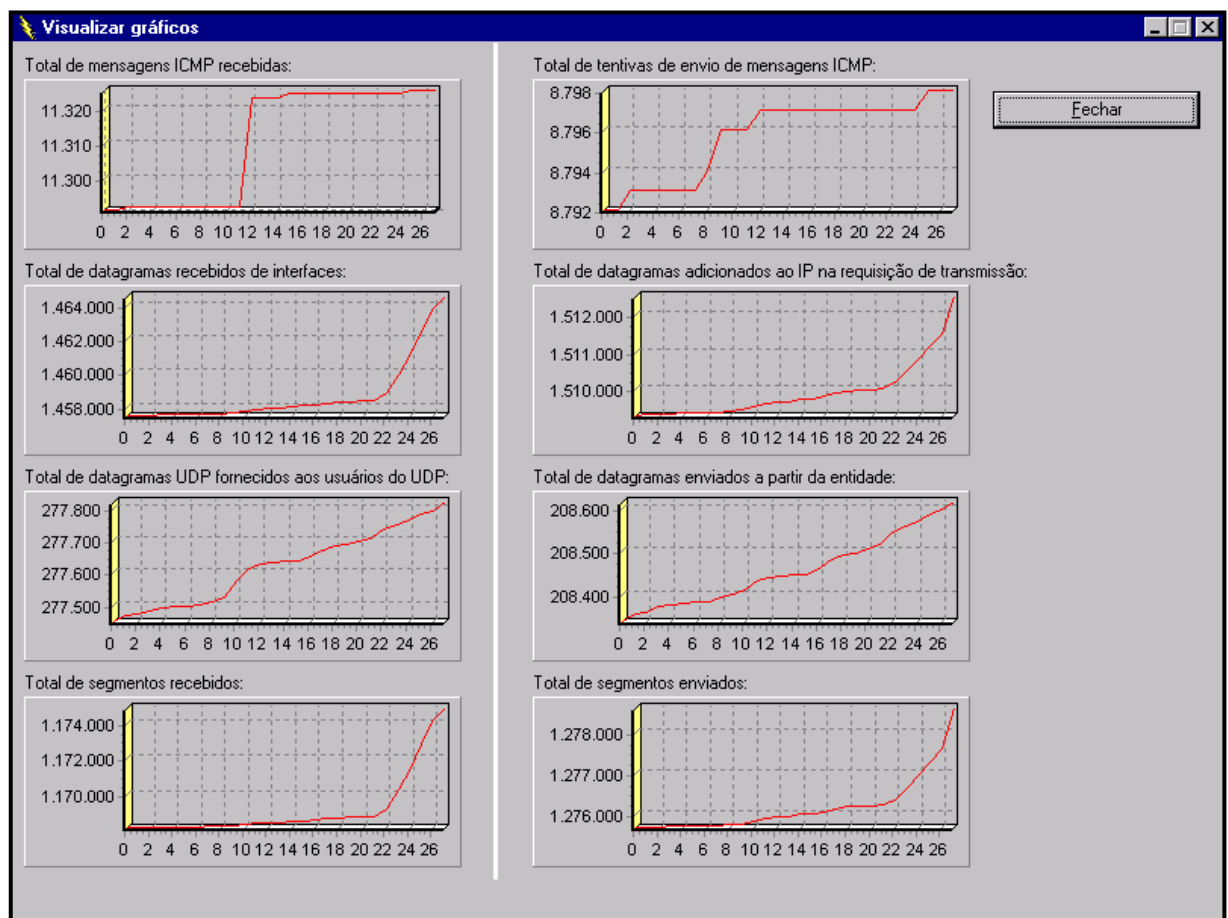 Visualizar gráficos
Total de mensagens ICMP recebidas:
11.320
11.310
11.300
0 2 4 6 8 10 12 14 16 18 20 22 24 26
Total de tentivas de envio de mensagens ICMP:
8.798
8.796
8.794
8.792
0 2 4 6 8 10 12 14 16 18 20 22 24 26
Fechar
Total de datagramas recebidos de interfaces:
1.464.000
1.462.000
1.460.000
1.458.000
0 2 4 6 8 10 12 14 16 18 20 22 24 26
Total de datagramas adicionados ao IP na requisição de transmissão:
1.512.000
1.511.000
1.510.000
0 2 4 6 8 10 12 14 16 18 20 22 24 26
Total de datagramas UDP fornecidos aos usuários do UDP:
277.800
277.700
277.600
277.500
0 2 4 6 8 10 12 14 16 18 20 22 24 26
Total de datagramas enviados a partir da entidade:
208.600
208.500
208.400
0 2 4 6 8 10 12 14 16 18 20 22 24 26
Total de segmentos recebidos:
1.174.000
1.172.000
1.170.000
0 2 4 6 8 10 12 14 16 18 20 22 24 26
Total de segmentos enviados:
1.278.000
1.277.000
1.276.000
0 2 4 6 8 10 12 14 16 18 20 22 24 26